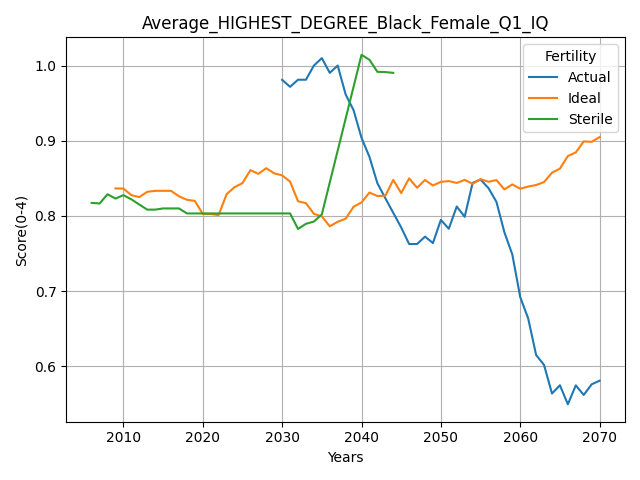 Average_HIGHEST_DEGREE_Black_Female_Q1_IQ
Fertility
Actual
Ideal
Sterile
Score(0-4)
1.0
0.9
0.8
0.7
0.6
2010 2020 2030 2040 2050 2060 2070
Years